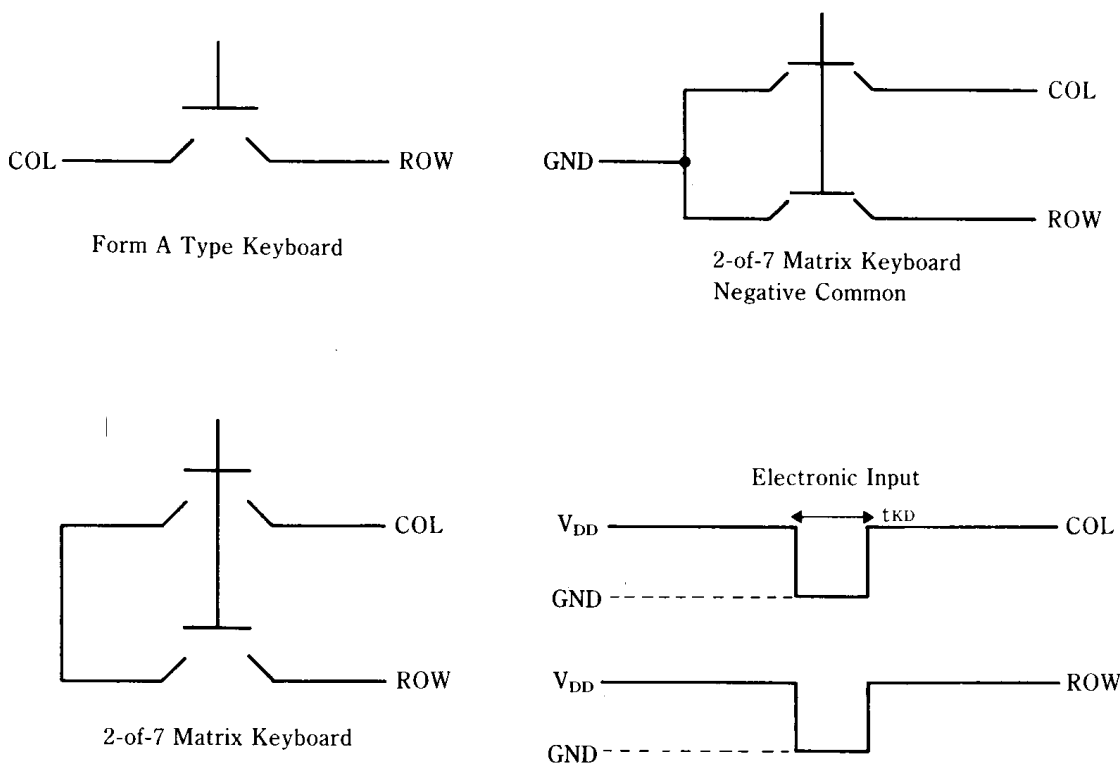 COL
ROW
Form A Type Keyboard
GND
COL
ROW
2-of-7 Matrix Keyboard
Negative Common
COL
ROW
2-of-7 Matrix Keyboard
Electronic Input
VDD
tKD
COL
GND
VDD
ROW
GND